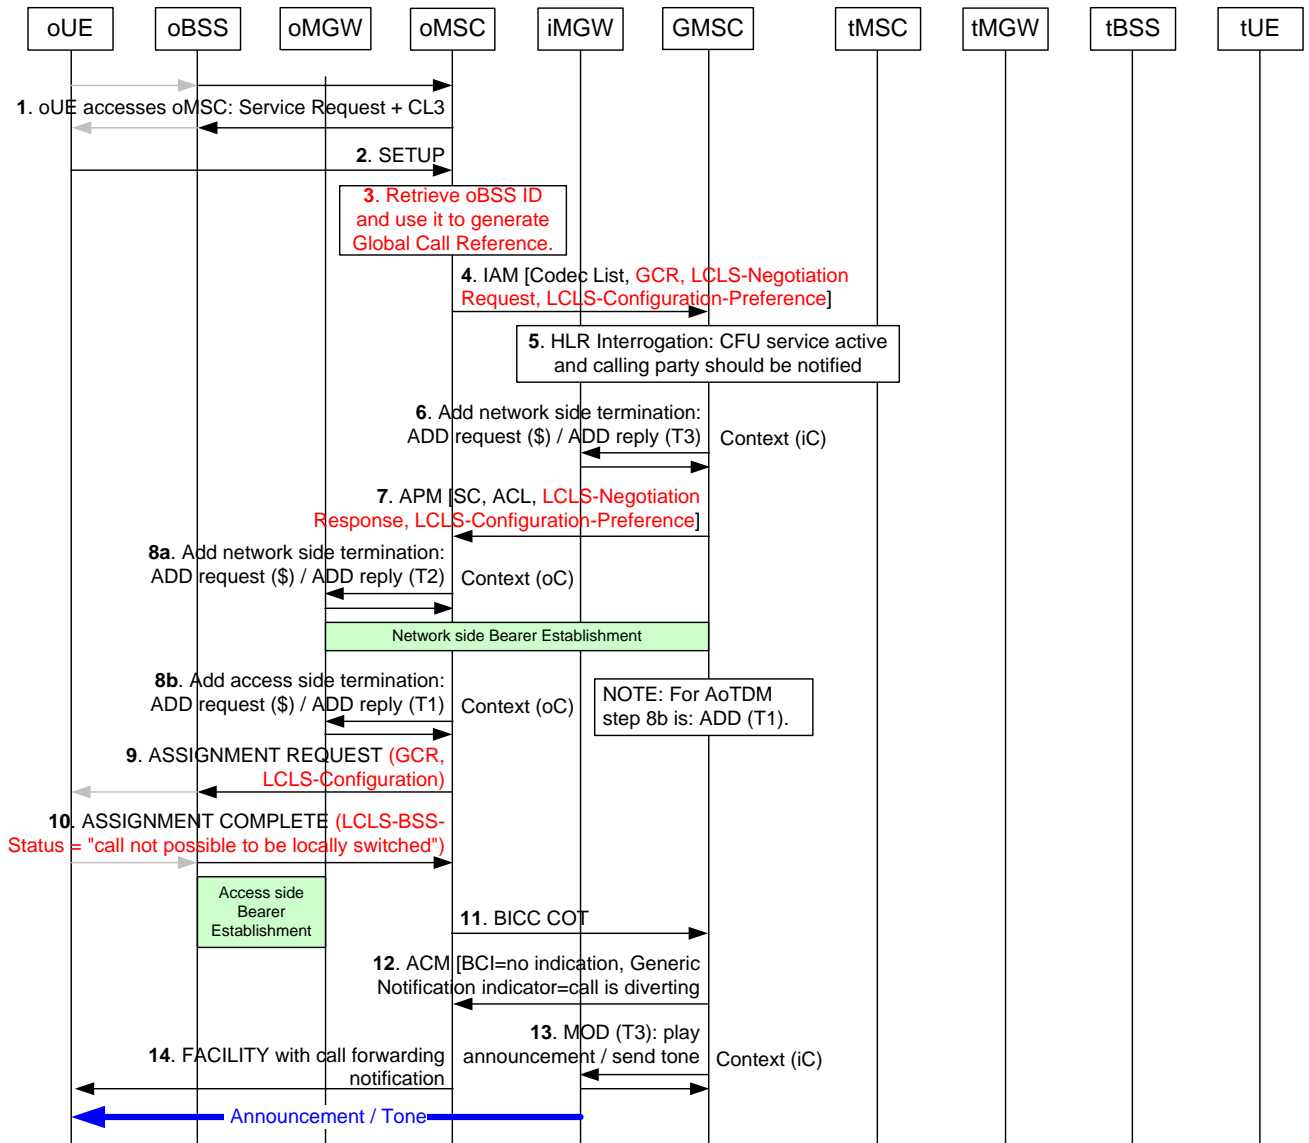 oUE oBSS oMGW oMSC iMGW GMSC tMSC tMGW tBSS tUE
1. oUE accesses oMSC: Service Request + CL3
2. SETUP
3. Retrieve oBSS ID
and use it to generate
Global Call Reference.
4. IAM [Codec List, GCR, LCLS-Negotiation
Request, LCLS-Configuration-Preference]
5. HLR Interrogation: CFU service active
and calling party should be notified
6. Add network side termination:
ADD request ($) / ADD reply (T3)
Context (iC)
7. APM [SC, ACL, LCLS-Negotiation
Response, LCLS-Configuration-Preference]
8a. Add network side termination:
ADD request ($) / ADD reply (T2)
Context (oC)
Network side Bearer Establishment
8b. Add access side termination:
ADD request ($) / ADD reply (T1)
Context (oC)
NOTE: For AoTDM
step 8b is: ADD (T1).
9. ASSIGNMENT REQUEST (GCR,
LCLS-Configuration)
10. ASSIGNMENT COMPLETE (LCLS-BSS-
Status = "call not possible to be locally switched")
Access side
Bearer
Establishment
11. BICC COT
12. ACM [BCI=no indication, Generic
Notification indicator=call is diverting
13. MOD (T3): play
announcement / send tone
Context (iC)
14. FACILITY with call forwarding
notification
Announcement / Tone